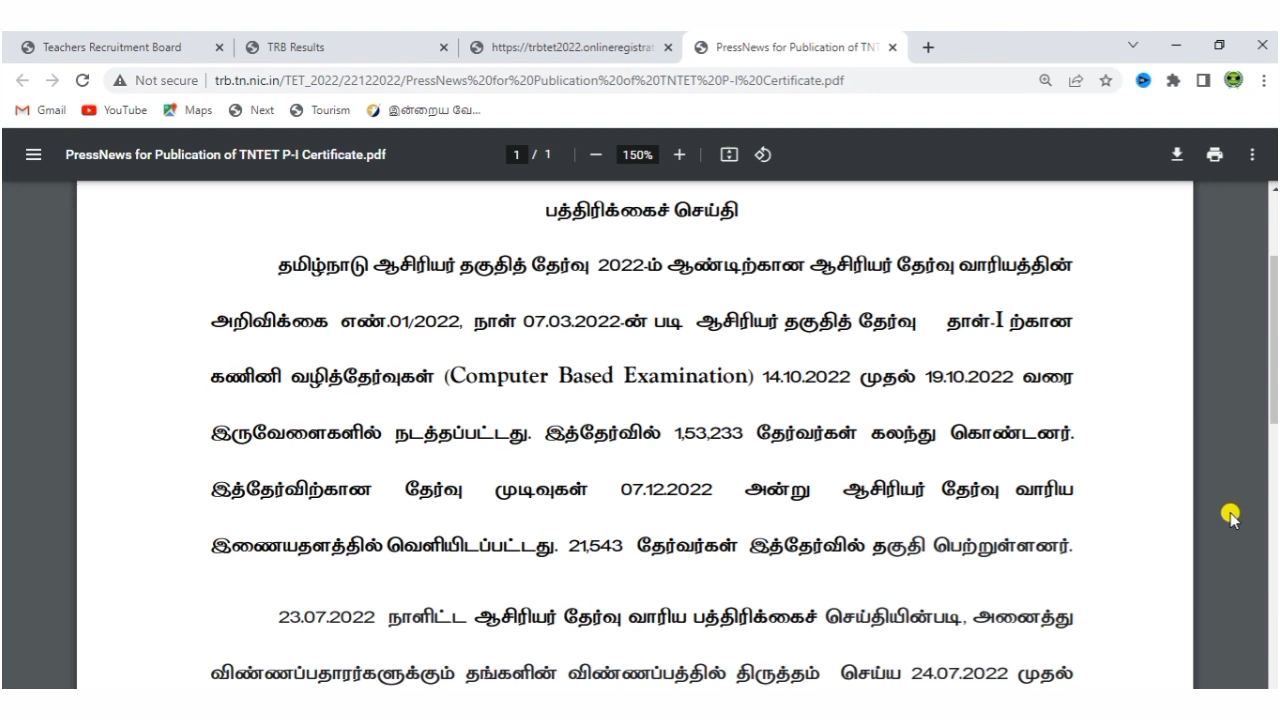 Teachers Recruitment Board
TRB Results
https://trbtet2022.onlineregistrat
PressNews for Publication of TNT
Not secure
trb.tn.nic.in/TET_2022/22122022/PressNews%20for%20Publication%20of%20TNTET%20P-I%20Certificate.pdf
Gmail YouTube Maps Next Tourism இன்றைய வே...
PressNews for Publication of TNTET P-I Certificate.pdf
1 / 1
150%
பத்திரிக்கைச் செய்தி
தமிழ்நாடு ஆசிரியர் தகுதித் தேர்வு 2022-ம் ஆண்டிற்கான ஆசிரியர் தேர்வு வாரியத்தின்
அறிவிக்கை எண்.01/2022, நாள் 07.03.2022-ன் படி ஆசிரியர் தகுதித் தேர்வு தாள்-I ற்கான
கணினி வழித்தேர்வுகள் (Computer Based Examination) 14.10.2022 முதல் 19.10.2022 வரை
இருவேளைகளில் நடத்தப்பட்டது. இத்தேர்வில் 1,53,233 தேர்வர்கள் கலந்து கொண்டனர்.
இத்தேர்விற்கான தேர்வு முடிவுகள் 07.12.2022 அன்று ஆசிரியர் தேர்வு வாரிய
இணையதளத்தில் வெளியிடப்பட்டது. 21,543 தேர்வர்கள் இத்தேர்வில் தகுதி பெற்றுள்ளனர்.
23.07.2022 நாளிட்ட ஆசிரியர் தேர்வு வாரிய பத்திரிக்கைச் செய்தியின்படி, அனைத்து
விண்ணப்பதாரர்களுக்கும் தங்களின் விண்ணப்பத்தில் திருத்தம் செய்ய 24.07.2022 முதல்